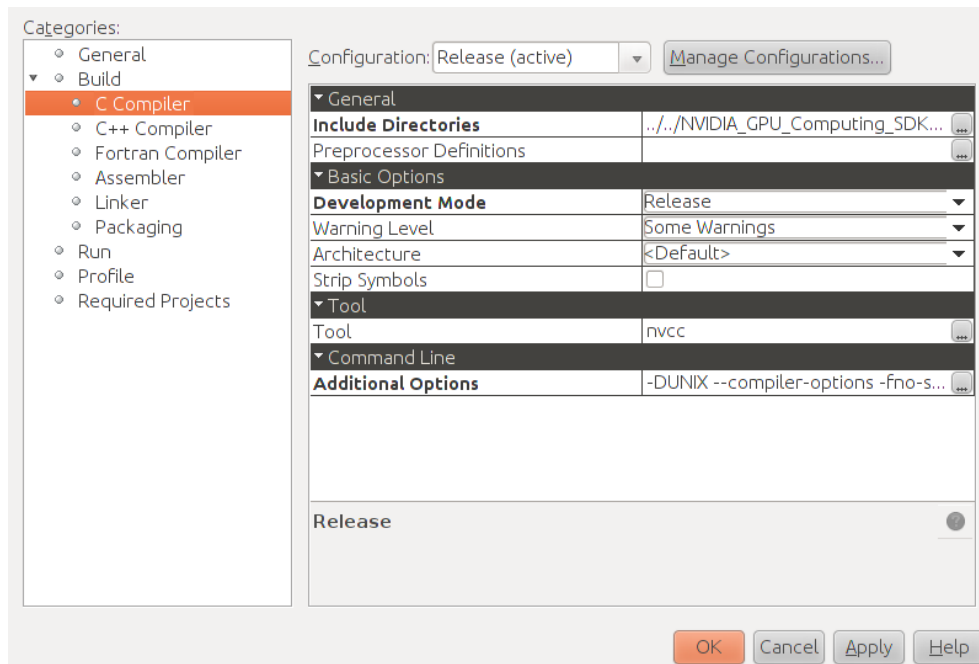 Categories:
General
Build
C Compiler
C++ Compiler
Fortran Compiler
Assembler
Linker
Packaging
Run
Profile
Required Projects
Configuration: Release (active) Manage Configurations...
General
Include Directories ../../NVIDIA_GPU_Computing_SDK... ...
Preprocessor Definitions ...
Basic Options
Development Mode Release
Warning Level Some Warnings
Architecture <Default>
Strip Symbols
Tool
Tool nvcc ...
Command Line
Additional Options -DUNIX --compiler-options -fno-s... ...
Release
?
OK Cancel Apply Help